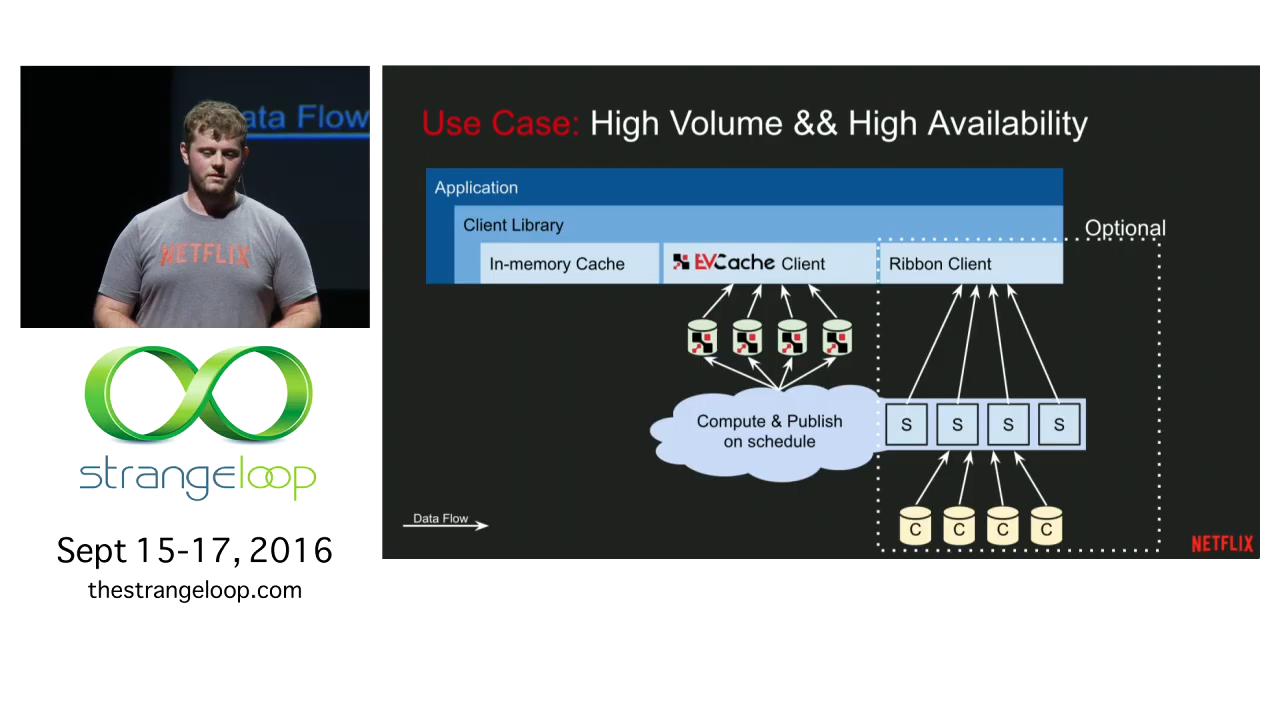 ata Flow
NETFLIX
strangeloop
Sept 15-17, 2016
thestrangeloop.com
Use Case: High Volume && High Availability
Application
Client Library
Optional
In-memory Cache
EVCache Client
Ribbon Client
Compute & Publish
on schedule
S S S S
Data Flow
C C C C
NETFLIX